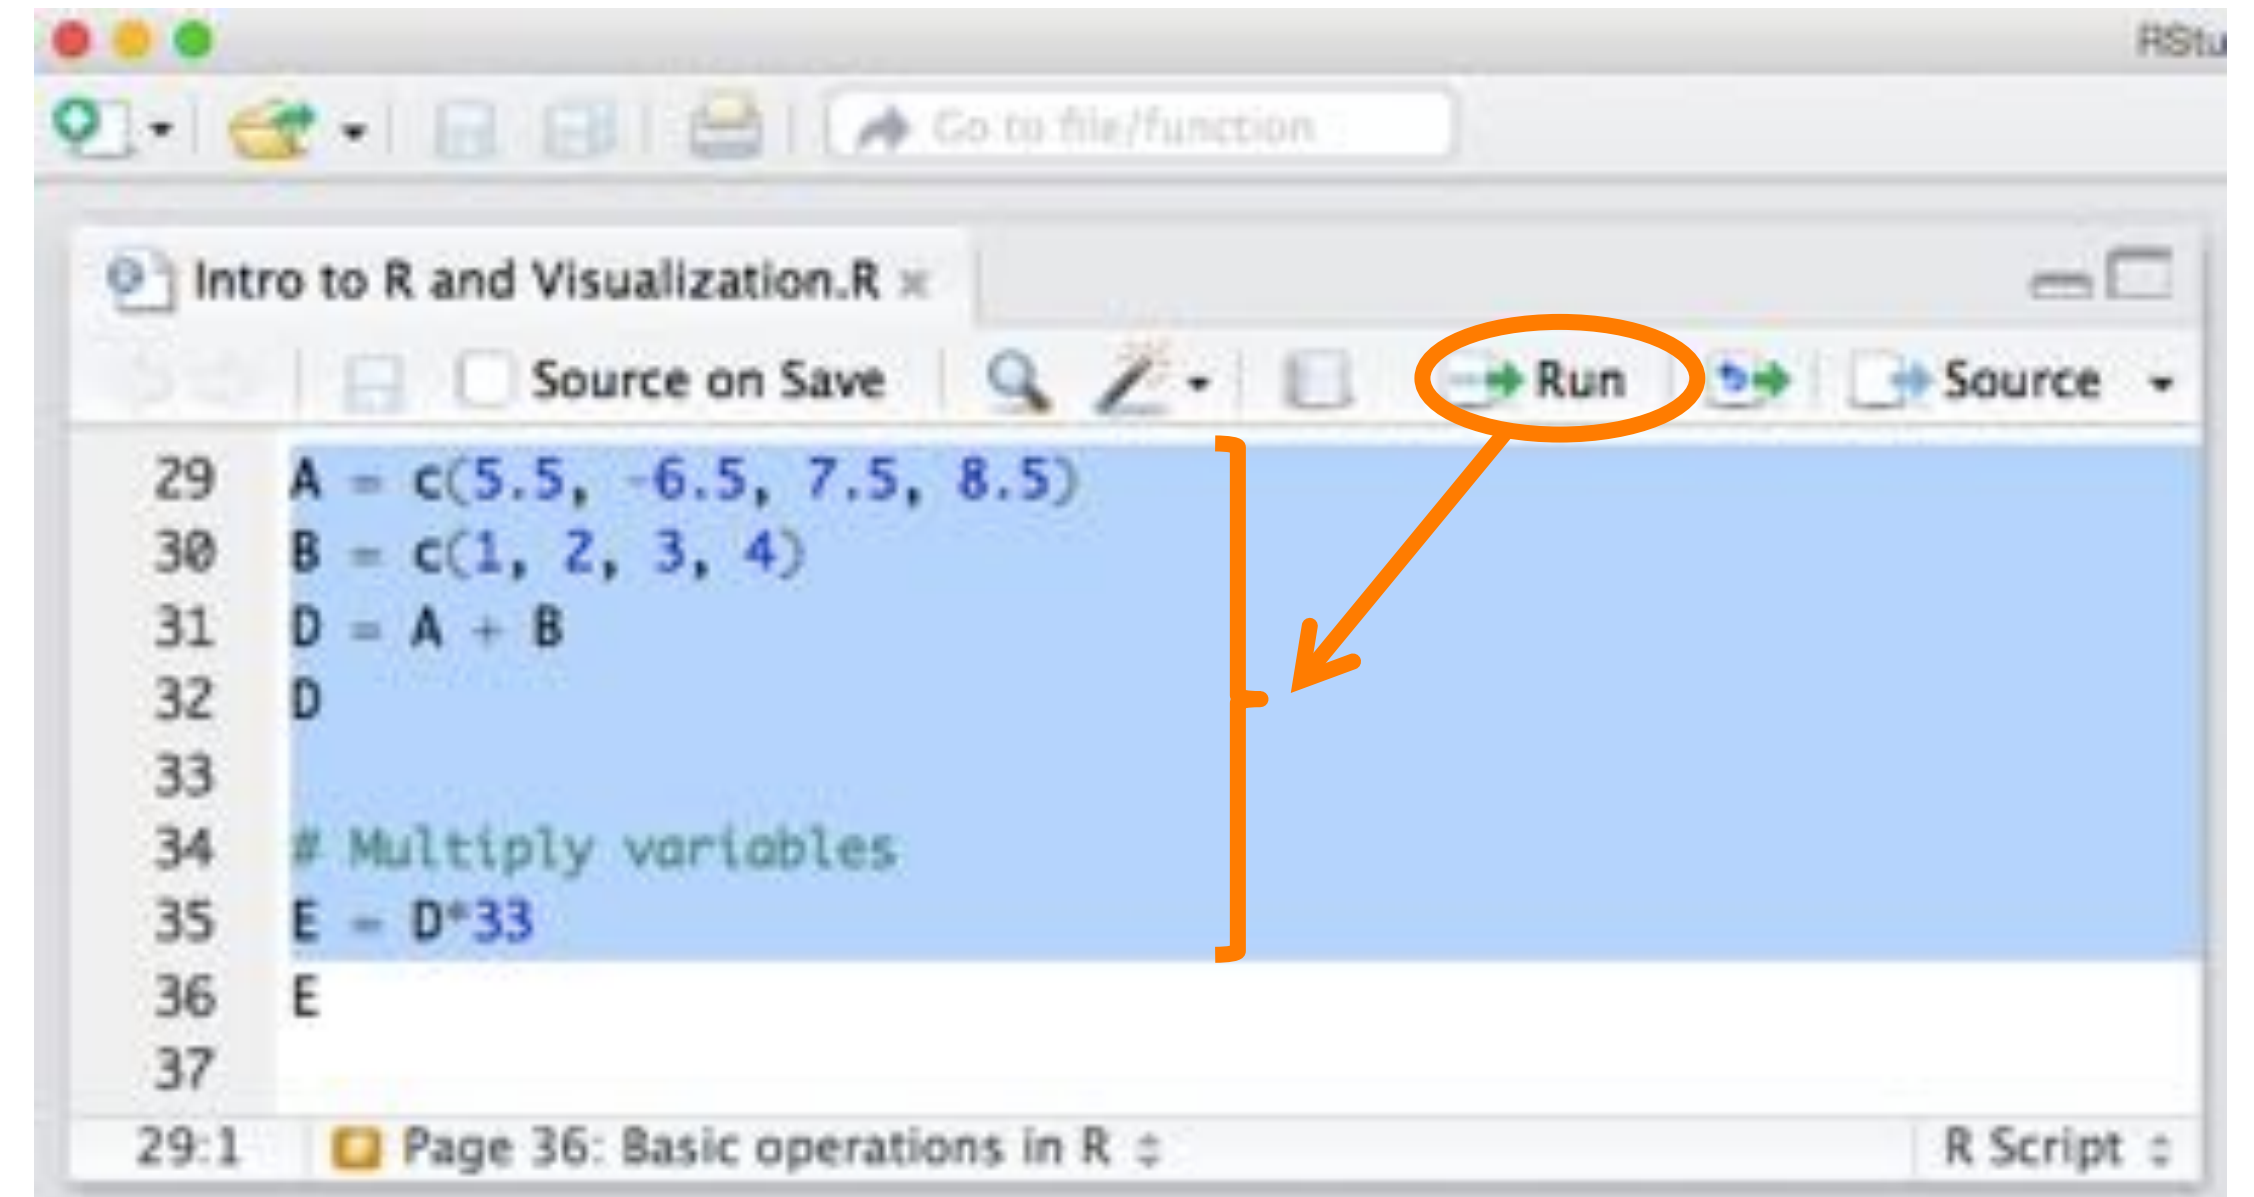 RStu
Go to file/function
Intro to R and Visualization.R
Source on Save
Run
Source
29 A = c(5.5, -6.5, 7.5, 8.5)
30 B = c(1, 2, 3, 4)
31 D = A + B
32 D
33
34 # Multiply variables
35 E = D*33
36 E
37
29:1 Page 36: Basic operations in R R Script